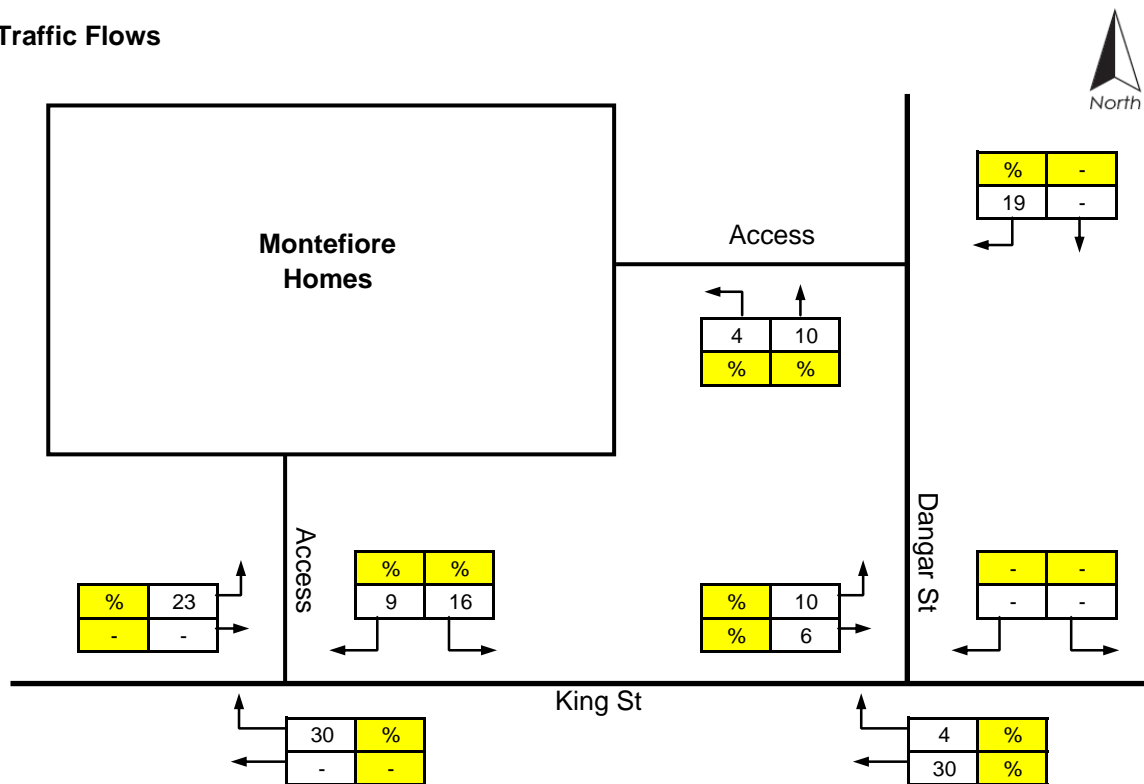 Traffic Flows
North
% -
19 -
Montefiore
Homes
Access
4 10
% %
Access
Dangar St
% 23
- -
% %
9 16
% 10
% 6
- -
- -
King St
30 %
- -
4 %
30 %